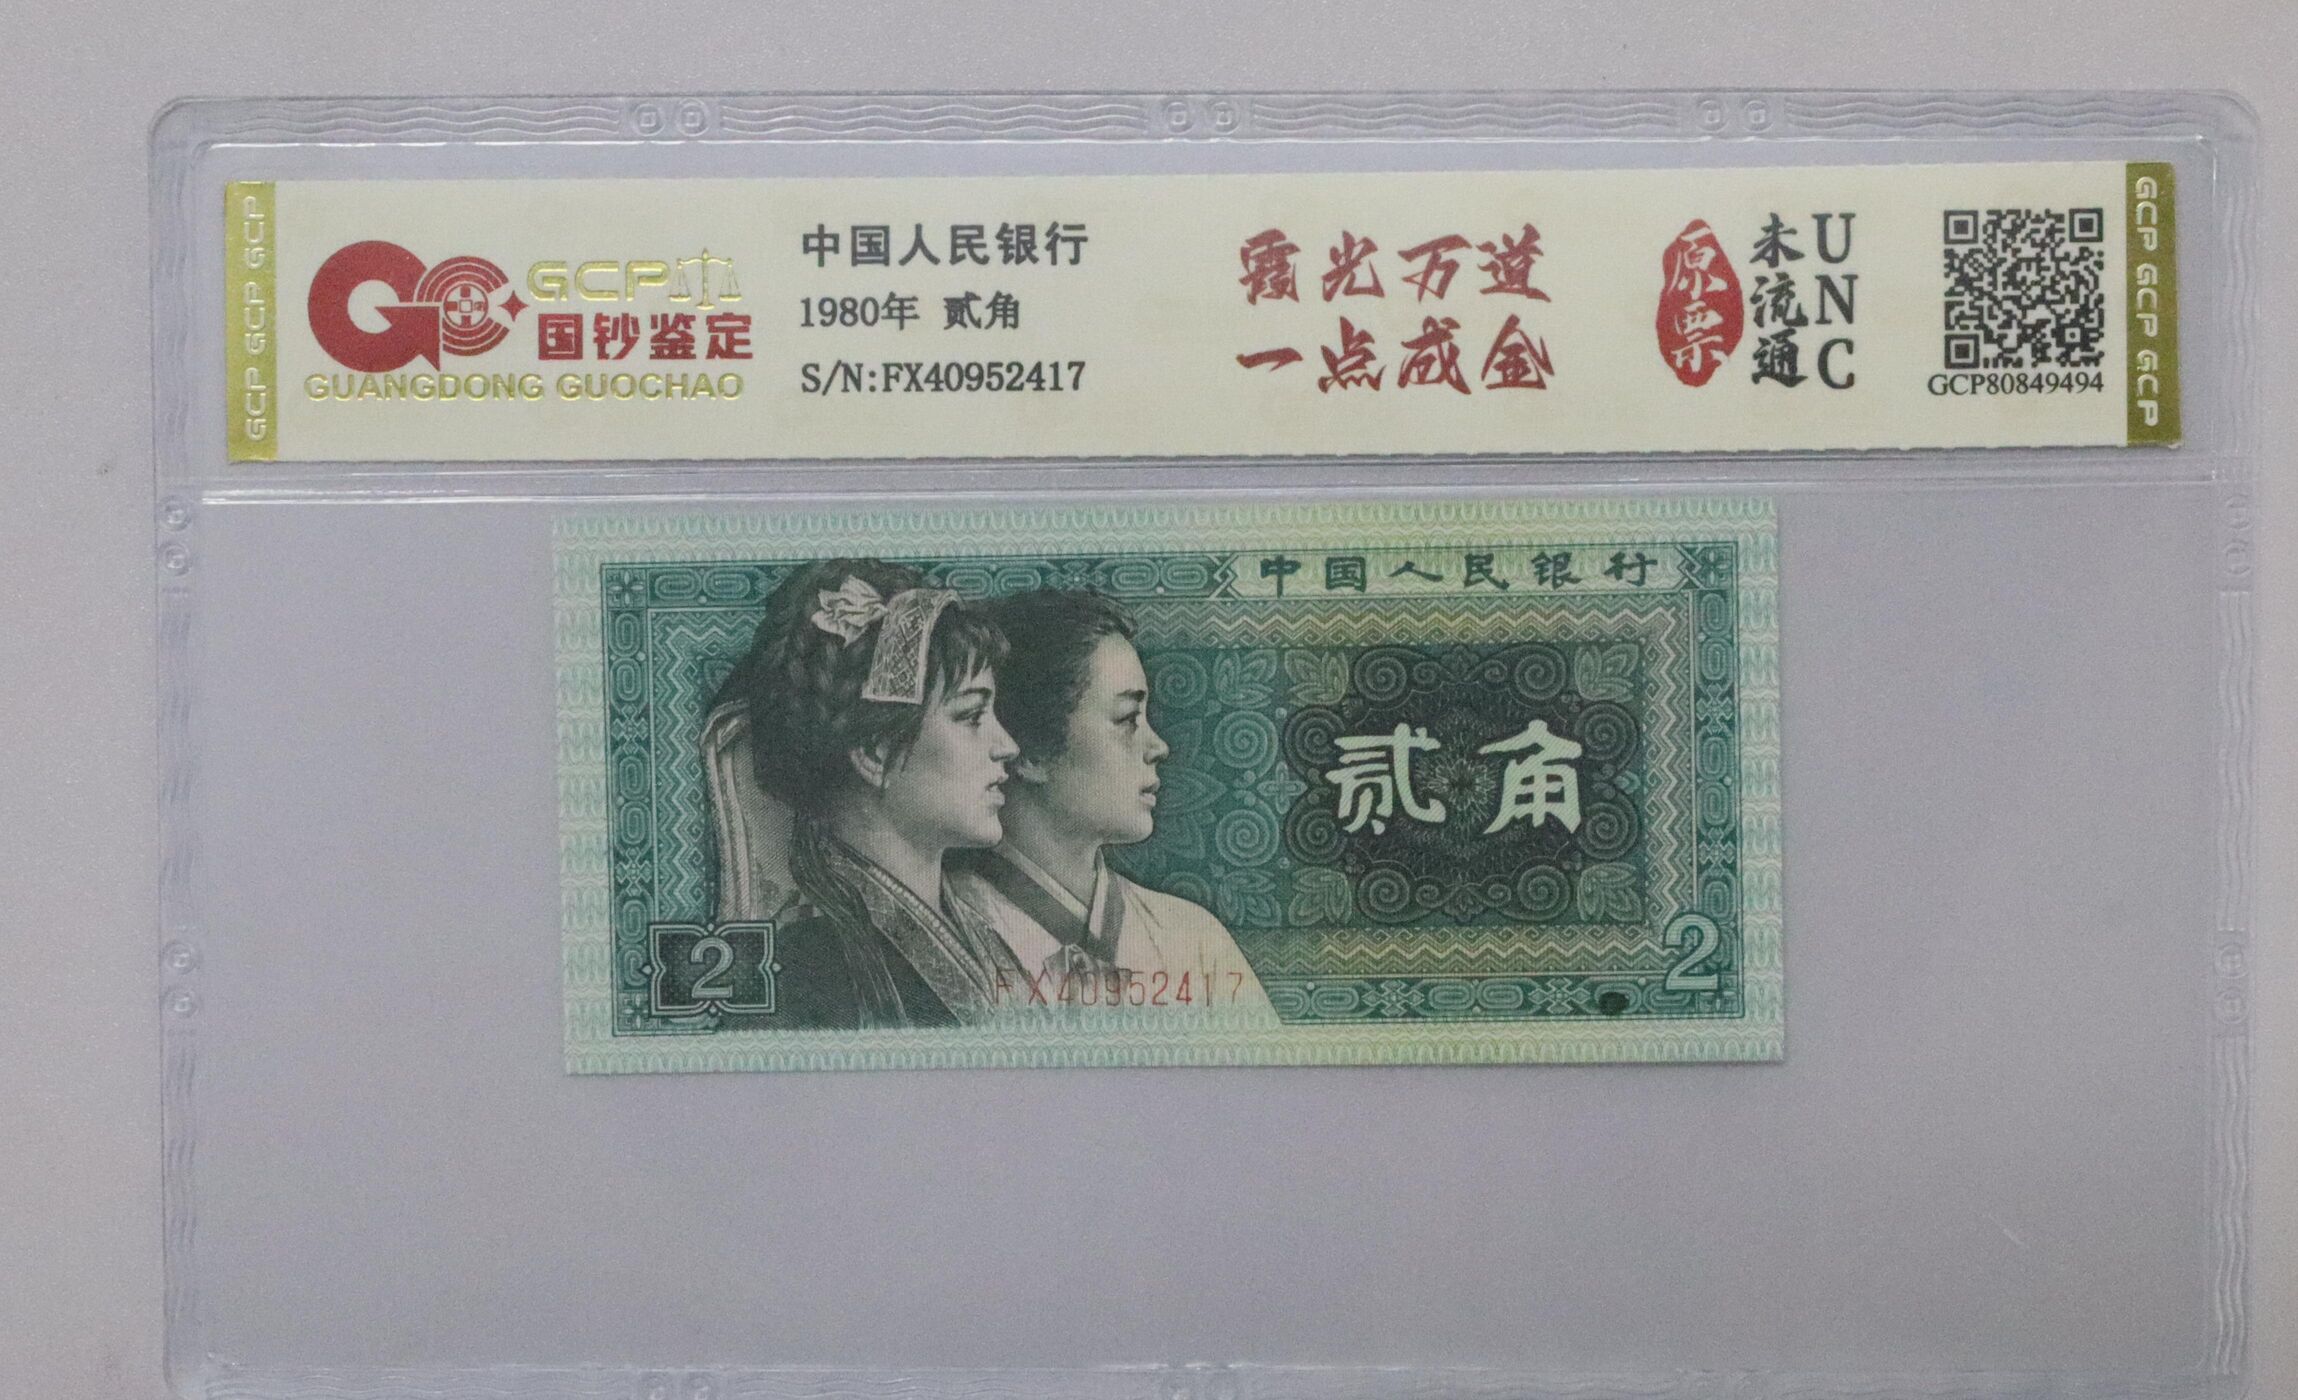 GCP GCP GCP
GCP
国钞鉴定
GUANGDONG GUOCHAO
中国人民银行
1980年 贰角
S/N:FX40952417
霞光万道
一点成金
原票
未流通
UNC
GCP80849494
GCP GCP GCP
中国人民银行
贰角
2
2
FX40952417